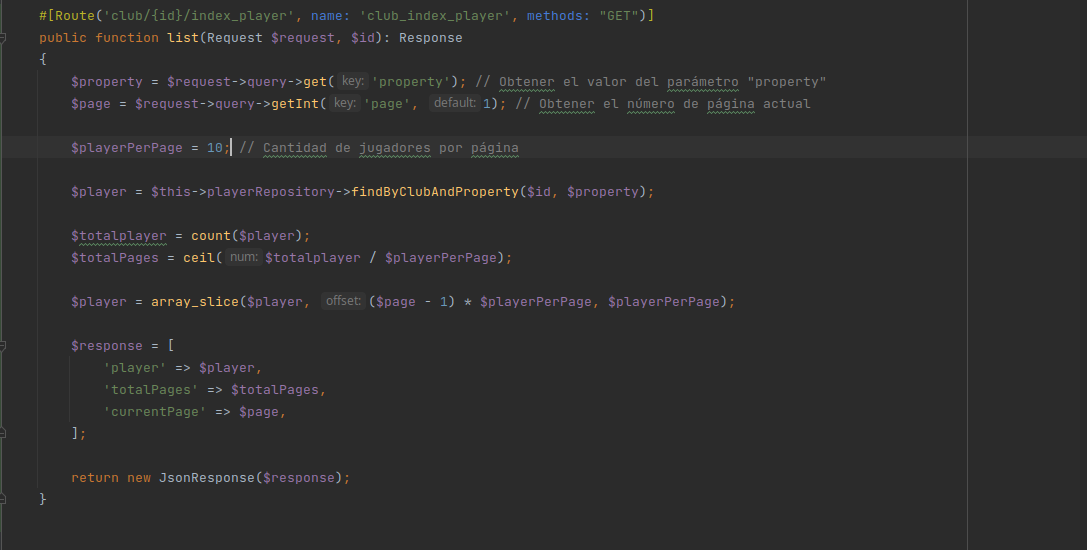 #[Route('club/{id}/index_player', name: 'club_index_player', methods: "GET")]
public function list(Request $request, $id): Response
{
$property = $request->query->get( key: 'property'); // Obtener el valor del parámetro "property"
$page = $request->query->getInt( key: 'page', default: 1); // Obtener el número de página actual
$playerPerPage = 10; // Cantidad de jugadores por página
$player = $this->playerRepository->findByClubAndProperty($id, $property);
$totalplayer = count($player);
$totalPages = ceil( num: $totalplayer / $playerPerPage);
$player = array_slice($player, offset: ($page - 1) * $playerPerPage, $playerPerPage);
$response = [
'player' => $player,
'totalPages' => $totalPages,
'currentPage' => $page,
];
return new JsonResponse($response);
}